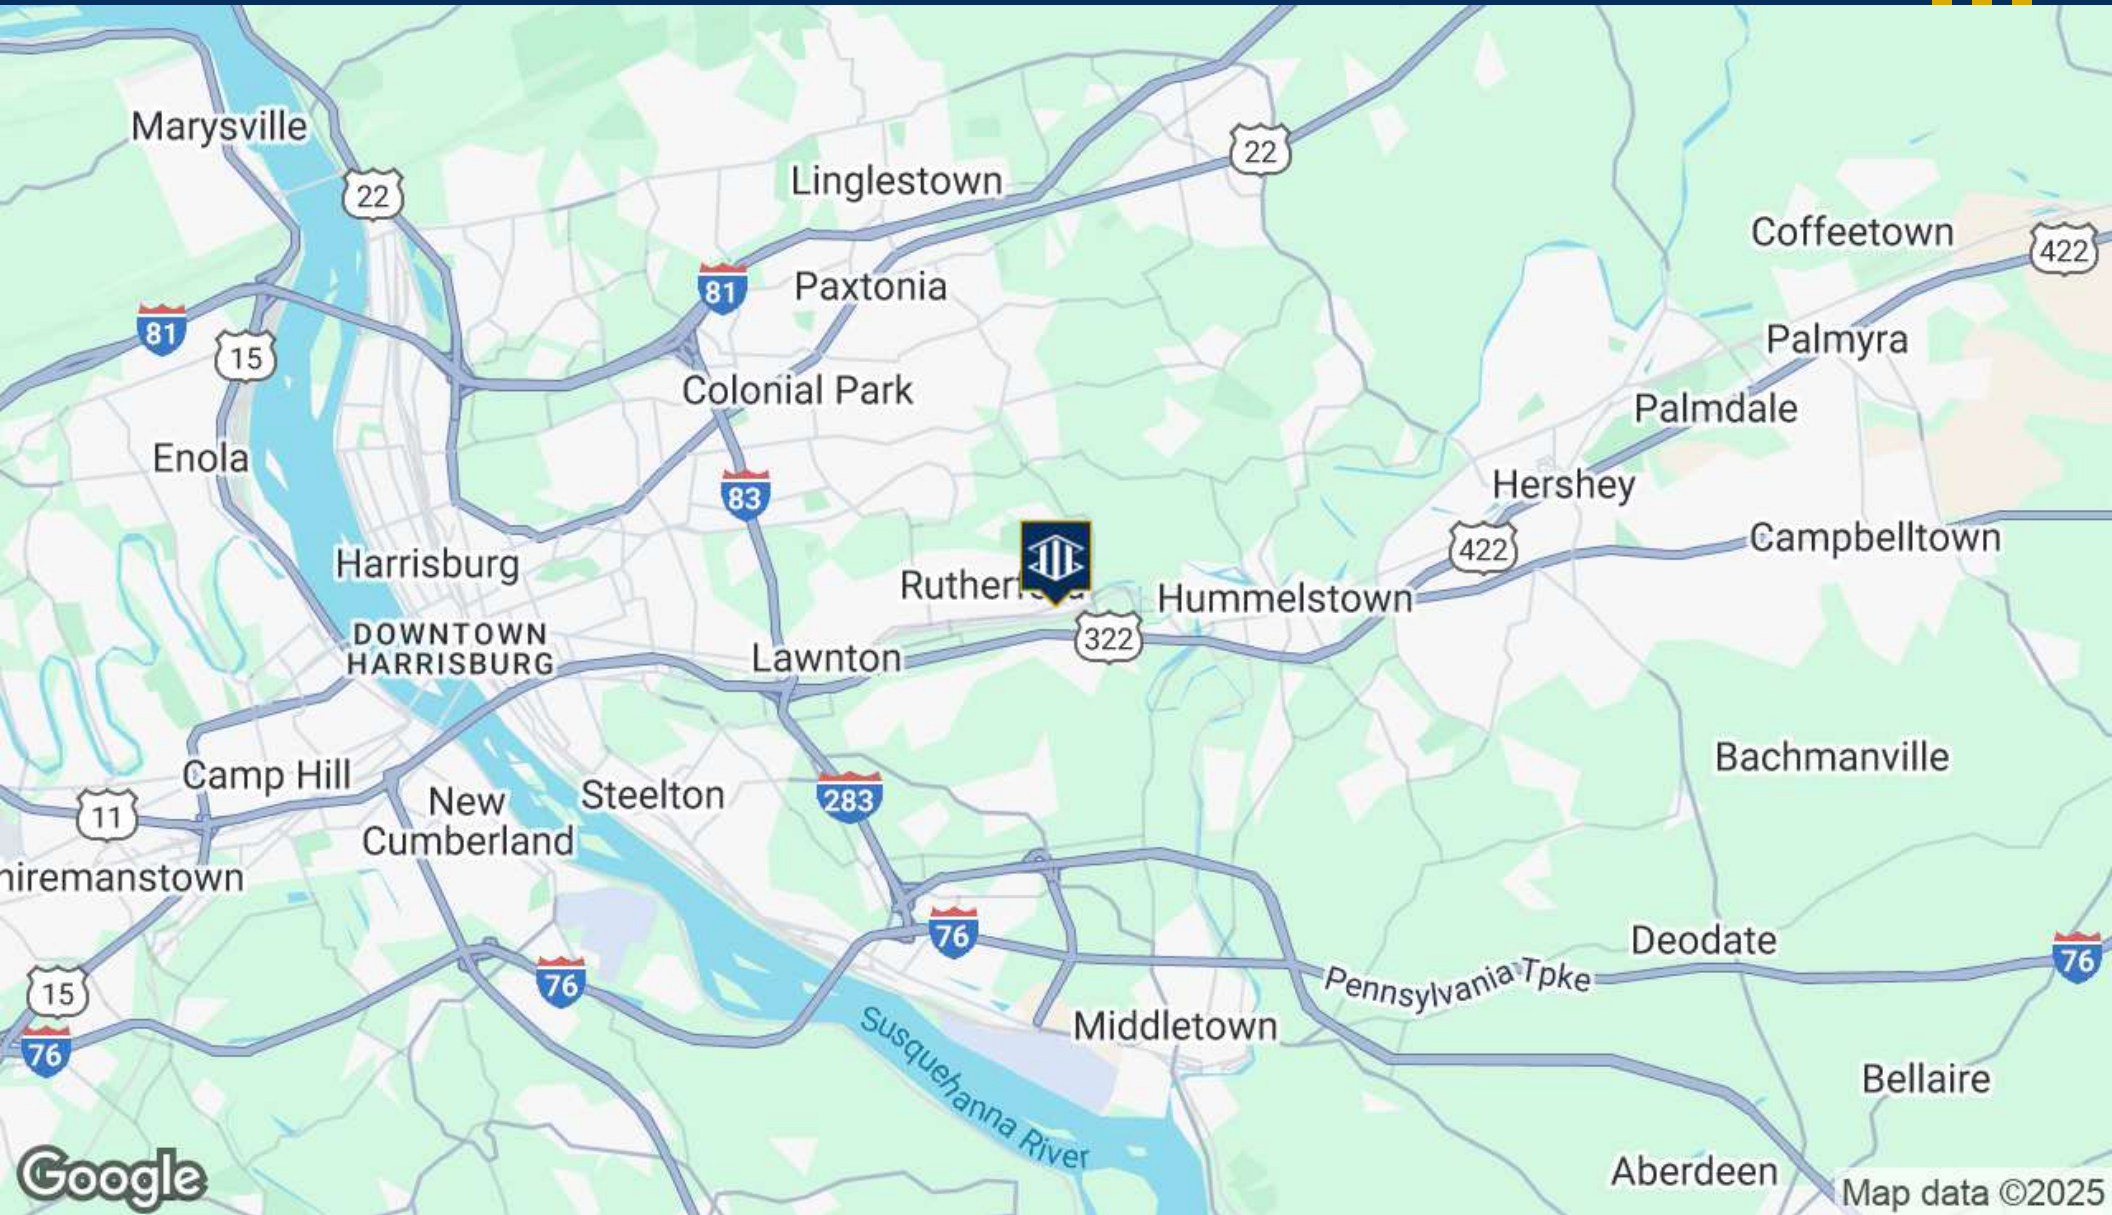 Marysville
22
Linglestown
22
Coffeetown
422
81
Paxtonia
81
15
Palmyra
Colonial Park
Palmdale
Enola
83
Hershey
422
Campbelltown
Harrisburg
Hummelstown
DOWNTOWN
HARRISBURG
Lawnton
322
Camp Hill
11
New
Cumberland
Steelton
283
Bachmanville
hiremanstown
76
Deodate
76
76
Pennsylvania Tpke
15
76
Middletown
Susquehanna River
Bellaire
Google
Aberdeen
Map data ©2025